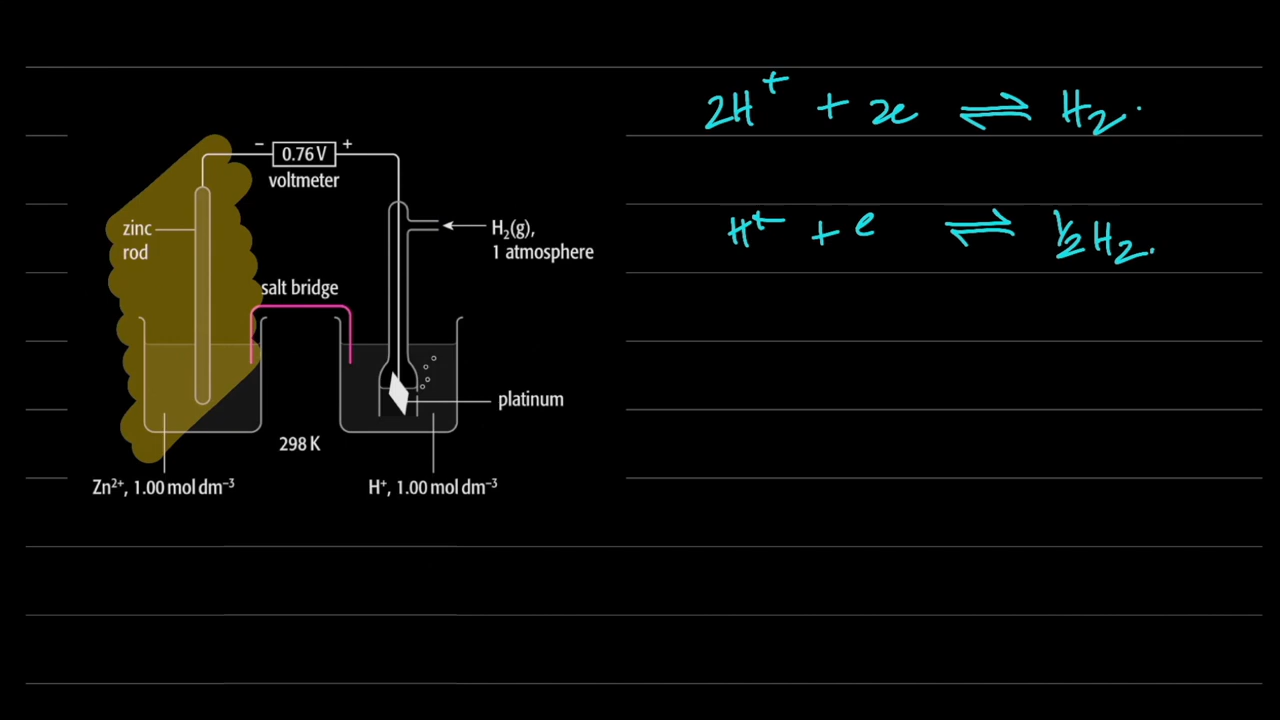 2H⁺ + 2e ⇌ H₂.
− 0.76 V +
voltmeter
zinc
rod
H₂(g),
1 atmosphere
H⁺ + e ⇌ ½H₂.
salt bridge
platinum
298 K
Zn²⁺, 1.00 mol dm⁻³
H⁺, 1.00 mol dm⁻³